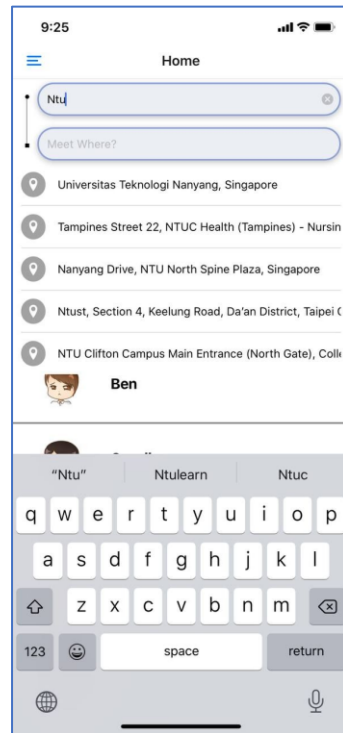 9:25
Home
Ntu
Meet Where?
Universitas Teknologi Nanyang, Singapore
Tampines Street 22, NTUC Health (Tampines) - Nursin
Nanyang Drive, NTU North Spine Plaza, Singapore
Ntust, Section 4, Keelung Road, Da'an District, Taipei
NTU Clifton Campus Main Entrance (North Gate),
Ben
“Ntu” Ntulearn Ntuc
q w e r t y u i o p
a s d f g h j k l
z x c v b n m
123 space return